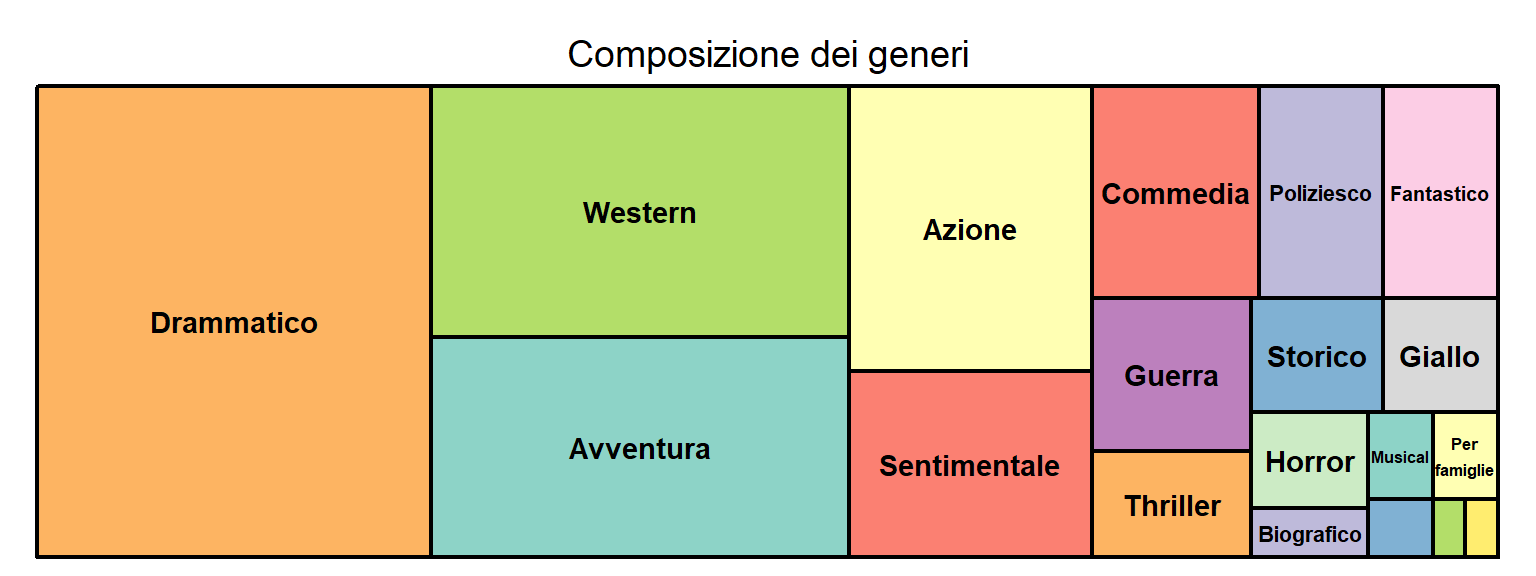 Composizione dei generi
Drammatico
Western
Avventura
Azione
Sentimentale
Commedia
Poliziesco
Fantastico
Guerra
Thriller
Storico
Giallo
Horror
Biografico
Musical
Per
famiglie